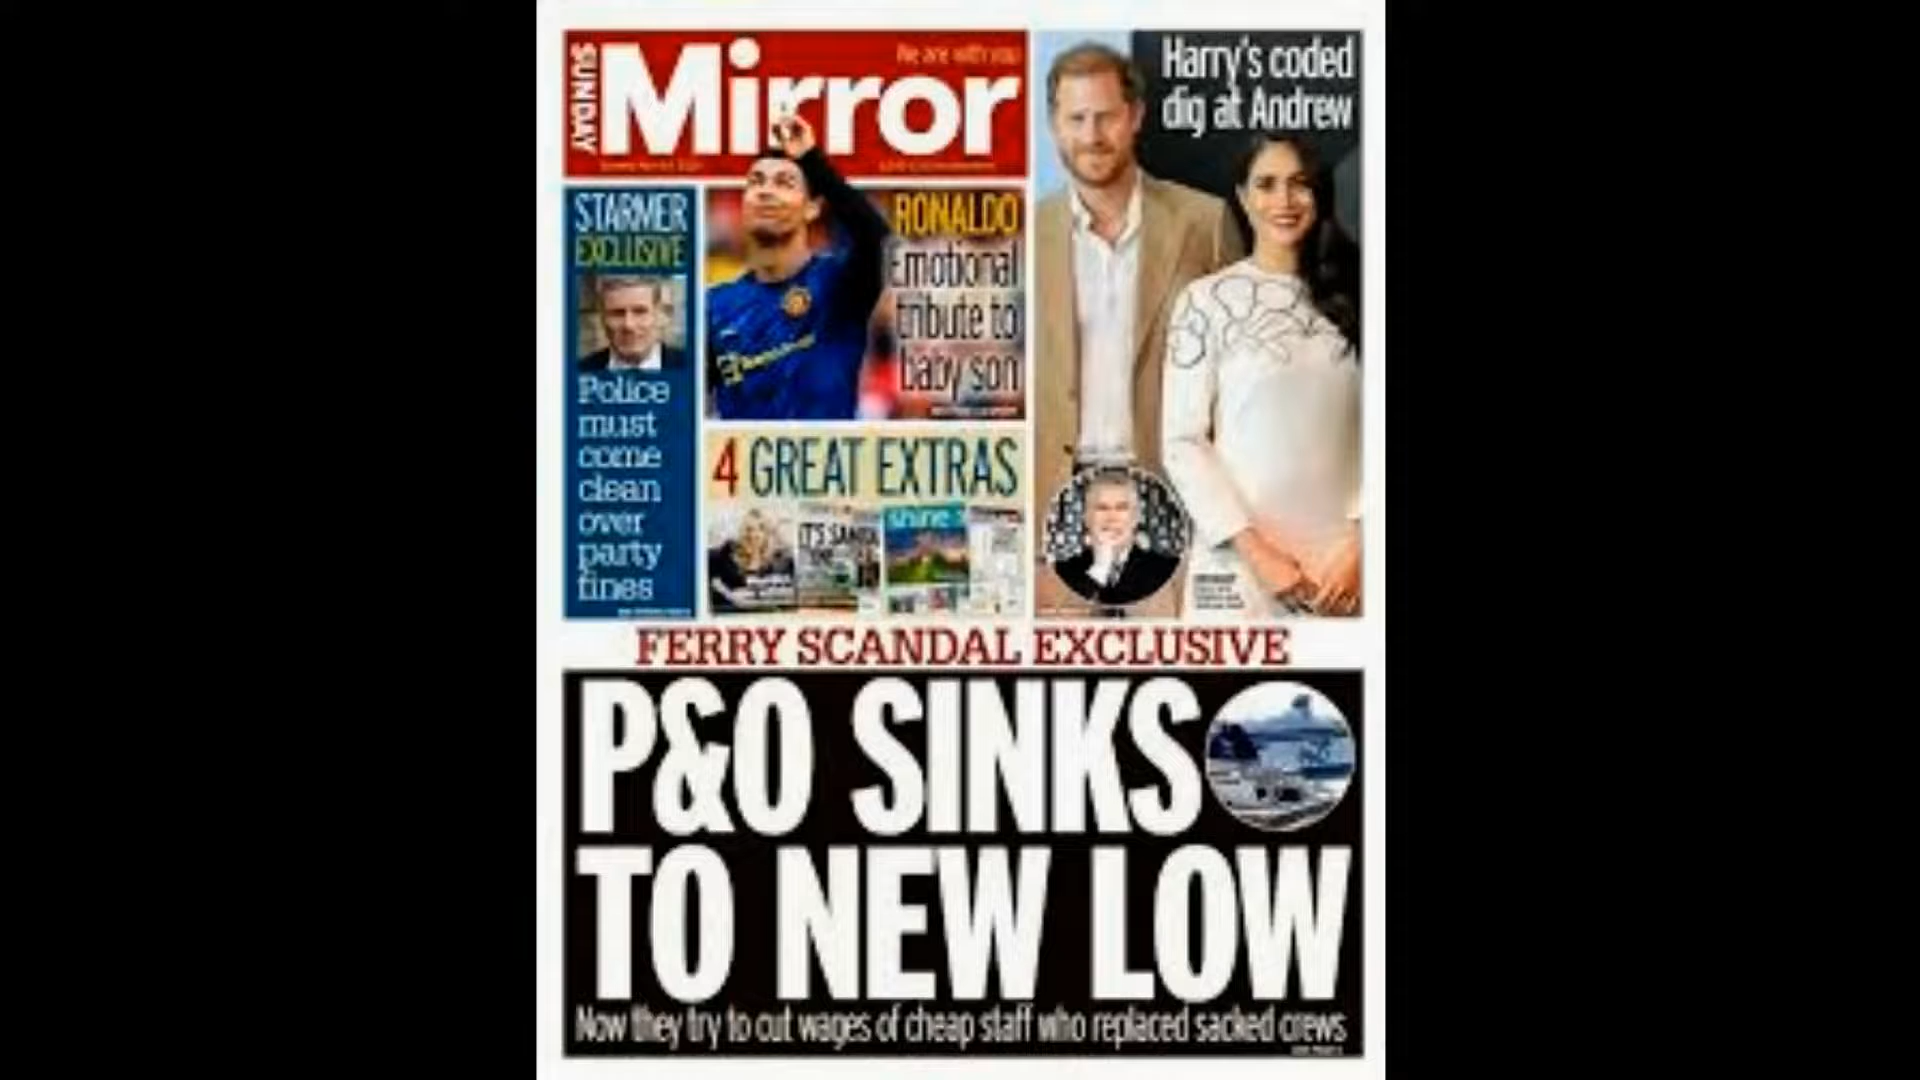 SUNDAY
Mirror
We are with you
Harry's coded
dig at Andrew
STARMER
EXCLUSIVE
Police
must
come
clean
over
party
fines
RONALDO
Emotional
tribute to
baby son
4 GREAT EXTRAS
shine
FERRY SCANDAL EXCLUSIVE
P&O SINKS
TO NEW LOW
Now they try to cut wages of cheap staff who replaced sacked crews